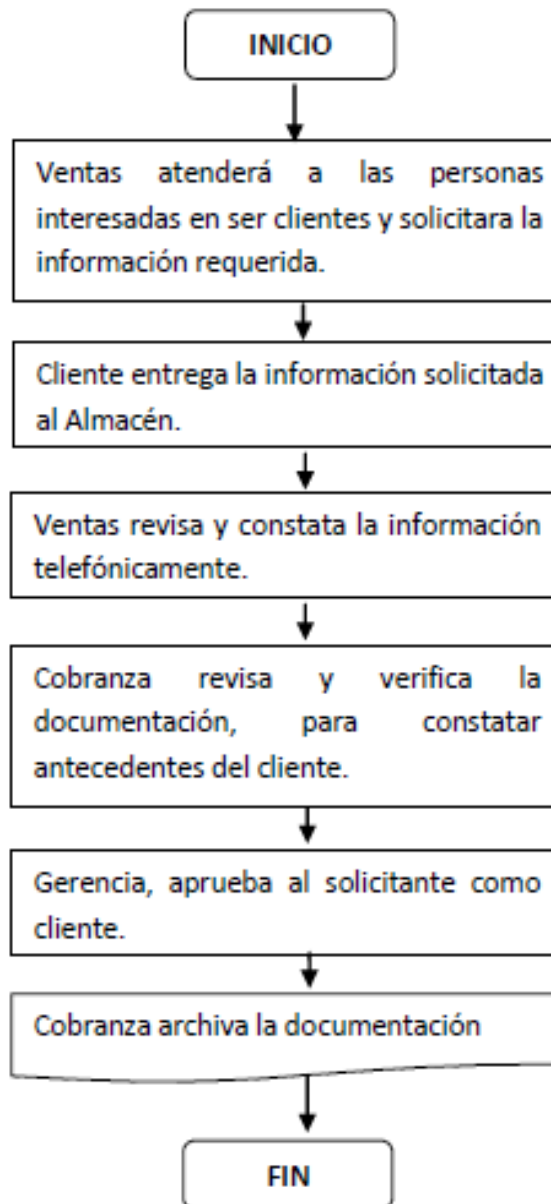 INICIO
Ventas atenderá a las personas
interesadas en ser clientes y solicitara la
información requerida.
Cliente entrega la información solicitada
al Almacén.
Ventas revisa y constata la información
telefónicamente.
Cobranza revisa y verifica la
documentación, para constatar
antecedentes del cliente.
Gerencia, aprueba al solicitante como
cliente.
Cobranza archiva la documentación
FIN